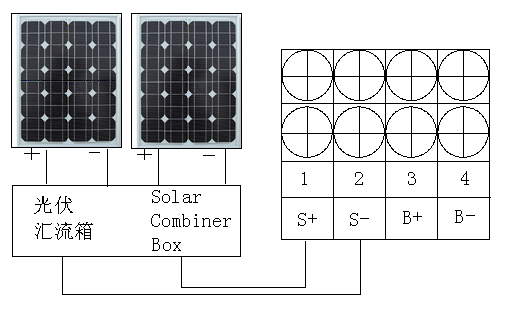 + − + −
光伏 Solar
汇流箱 Combiner
Box
1 2 3 4
S+ S- B+ B-